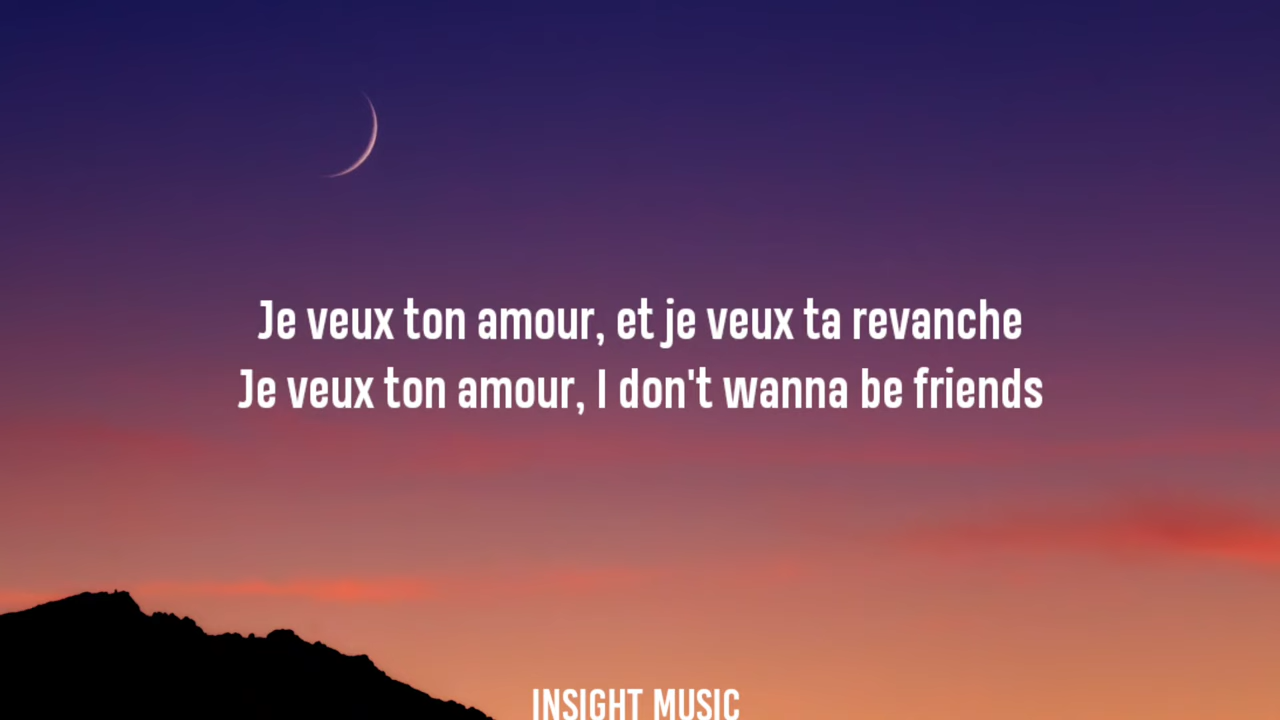 Je veux ton amour, et je veux ta revanche
Je veux ton amour, I don't wanna be friends
INSIGHT MUSIC